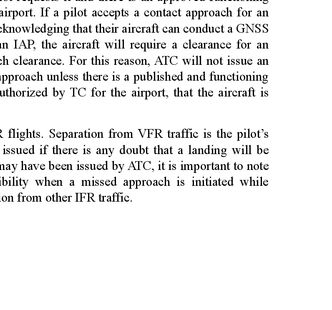 airport. If a pilot accepts a contact approach for an
cknowledging that their aircraft can conduct a GNSS
n IAP, the aircraft will require a clearance for an
ch clearance. For this reason, ATC will not issue an
pproach unless there is a published and functioning
uthorized by TC for the airport, that the aircraft is
R flights. Separation from VFR traffic is the pilot’s
issued if there is any doubt that a landing will be
may have been issued by ATC, it is important to note
ibility when a missed approach is initiated while
ion from other IFR traffic.